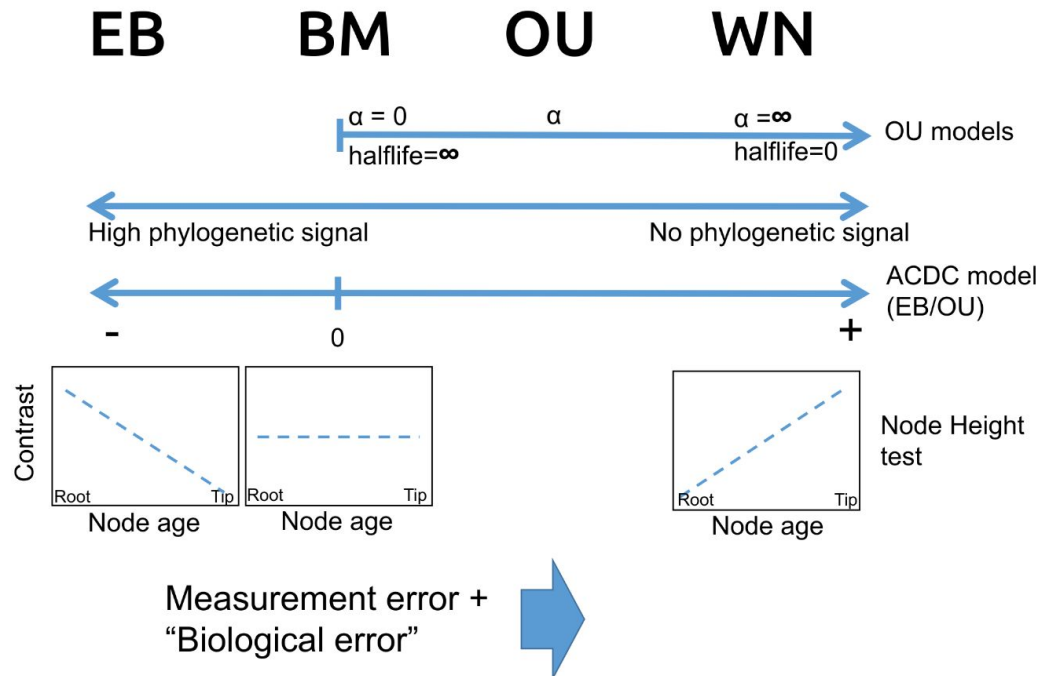 EB BM OU WN
α = 0 α α =∞
halflife=∞ halflife=0
OU models
High phylogenetic signal No phylogenetic signal
ACDC model
(EB/OU)
- 0 +
Contrast
Root Tip
Node age
Root Tip
Node age
Root Tip
Node age
Node Height
test
Measurement error +
“Biological error”